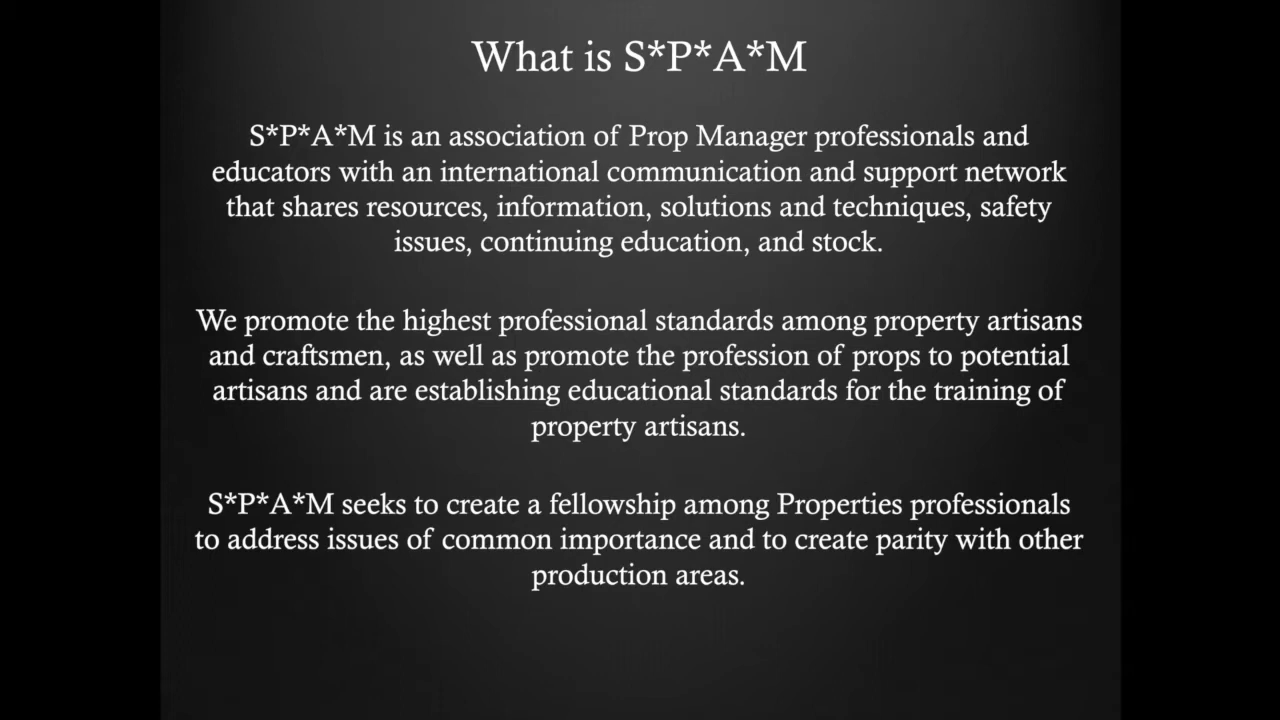 What is S*P*A*M
S*P*A*M is an association of Prop Manager professionals and
educators with an international communication and support network
that shares resources, information, solutions and techniques, safety
issues, continuing education, and stock.
We promote the highest professional standards among property artisans
and craftsmen, as well as promote the profession of props to potential
artisans and are establishing educational standards for the training of
property artisans.
S*P*A*M seeks to create a fellowship among Properties professionals
to address issues of common importance and to create parity with other
production areas.